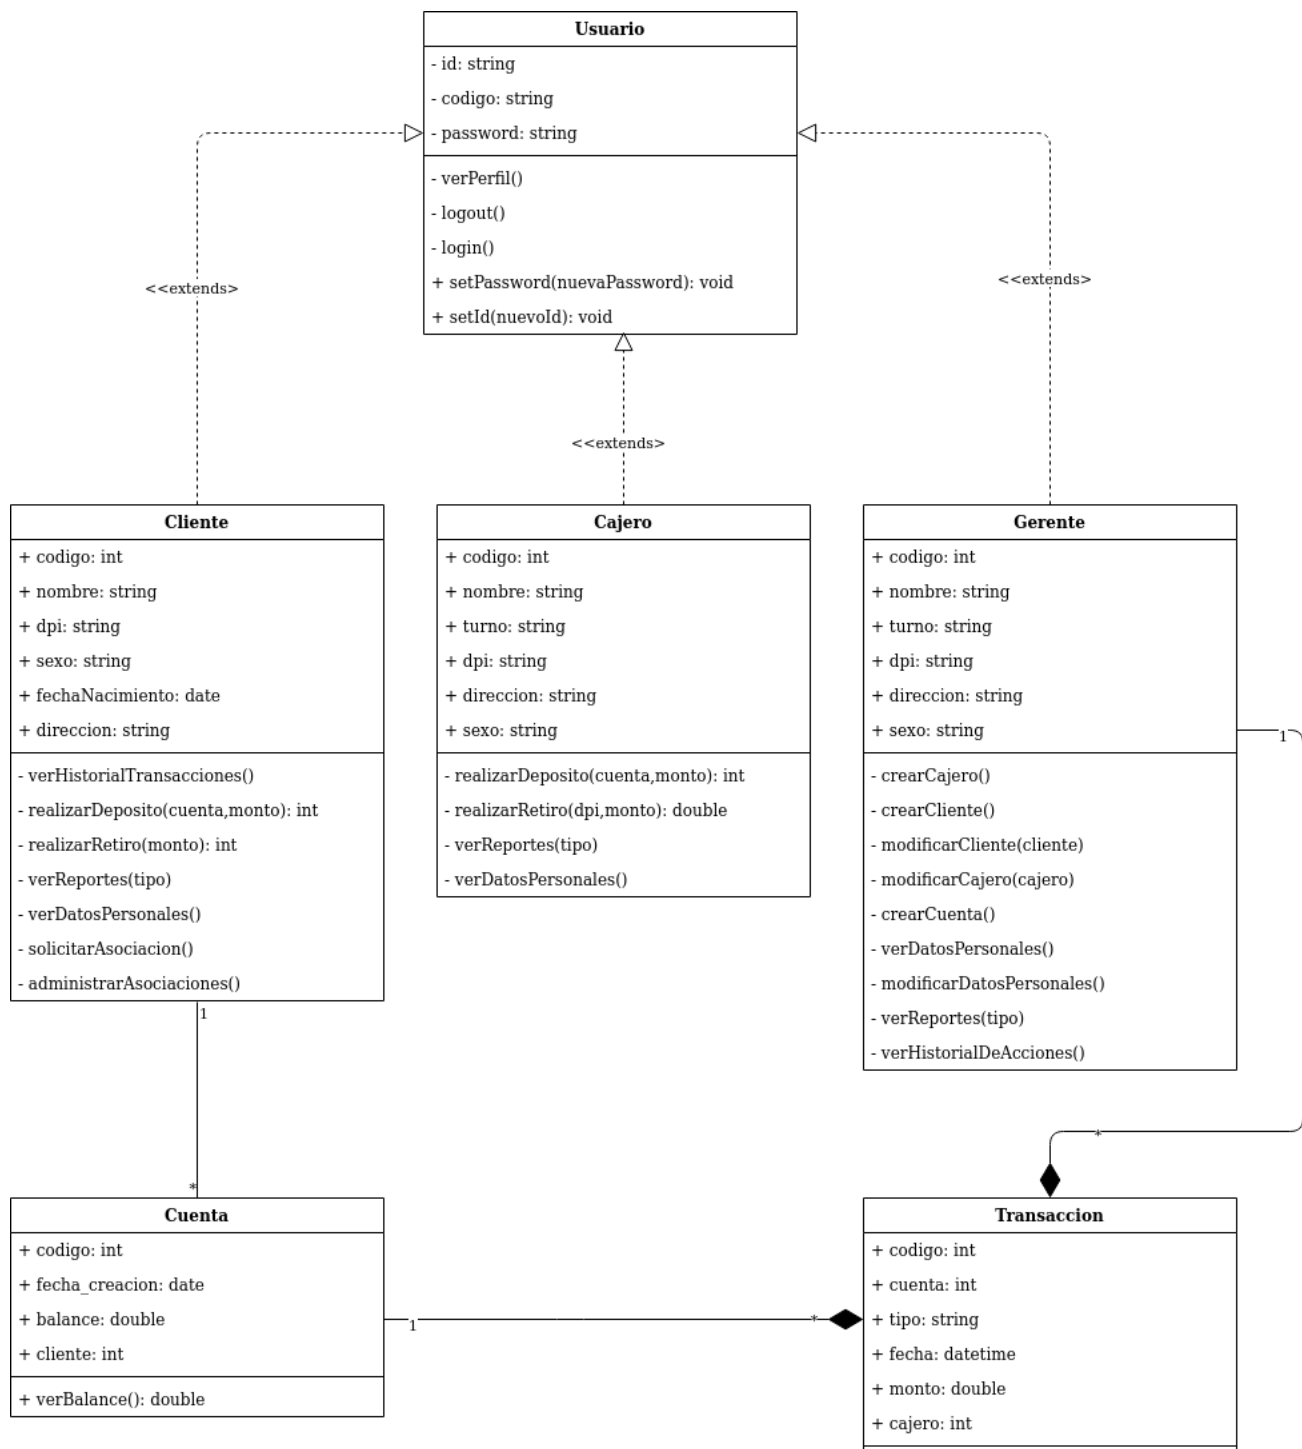 Usuario
- id: string
- codigo: string
- password: string
- verPerfil()
- logout()
- login()
+ setPassword(nuevaPassword): void
+ setId(nuevoId): void
<<extends>
<<extends>
<<extends>
Cliente
+ codigo: int
+ nombre: string
+ dpi: string
+ sexo: string
+ fechaNacimiento: date
+ direccion: string
- verHistorialTransacciones()
- realizarDeposito(cuenta,monto): int
- realizarRetiro(monto): int
- verReportes(tipo)
- verDatosPersonales()
- solicitarAsociacion()
- administrarAsociaciones()
Cajero
+ codigo: int
+ nombre: string
+ turno: string
+ dpi: string
+ direccion: string
+ sexo: string
- realizarDeposito(cuenta,monto): int
- realizarRetiro(dpi,monto): double
- verReportes(tipo)
- verDatosPersonales()
Gerente
+ codigo: int
+ nombre: string
+ turno: string
+ dpi: string
+ direccion: string
+ sexo: string
- crearCajero()
- crearCliente()
- modificarCliente(cliente)
- modificarCajero(cajero)
- crearCuenta()
- verDatosPersonales()
- modificarDatosPersonales()
- verReportes(tipo)
- verHistorialDeAcciones()
1
1
*
*
Cuenta
+ codigo: int
+ fecha_creacion: date
+ balance: double
+ cliente: int
+ verBalance(): double
1
*
Transaccion
+ codigo: int
+ cuenta: int
+ tipo: string
+ fecha: datetime
+ monto: double
+ cajero: int